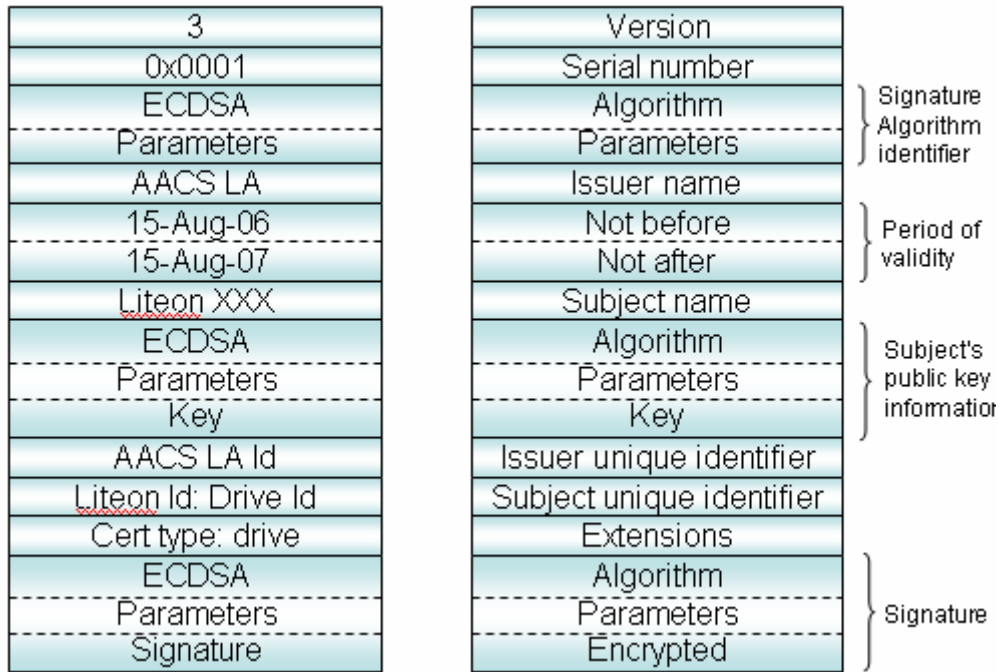 3
0x0001
ECDSA
Parameters
AACS LA
15-Aug-06
15-Aug-07
Liteon XXX
ECDSA
Parameters
Key
AACS LA Id
Liteon Id: Drive Id
Cert type: drive
ECDSA
Parameters
Signature
Version
Serial number
Algorithm
Parameters
Issuer name
Not before
Not after
Subject name
Algorithm
Parameters
Key
Issuer unique identifier
Subject unique identifier
Extensions
Algorithm
Parameters
Encrypted
Signature
Algorithm
identifier
Period of
validity
Subject's
public key
information
Signature